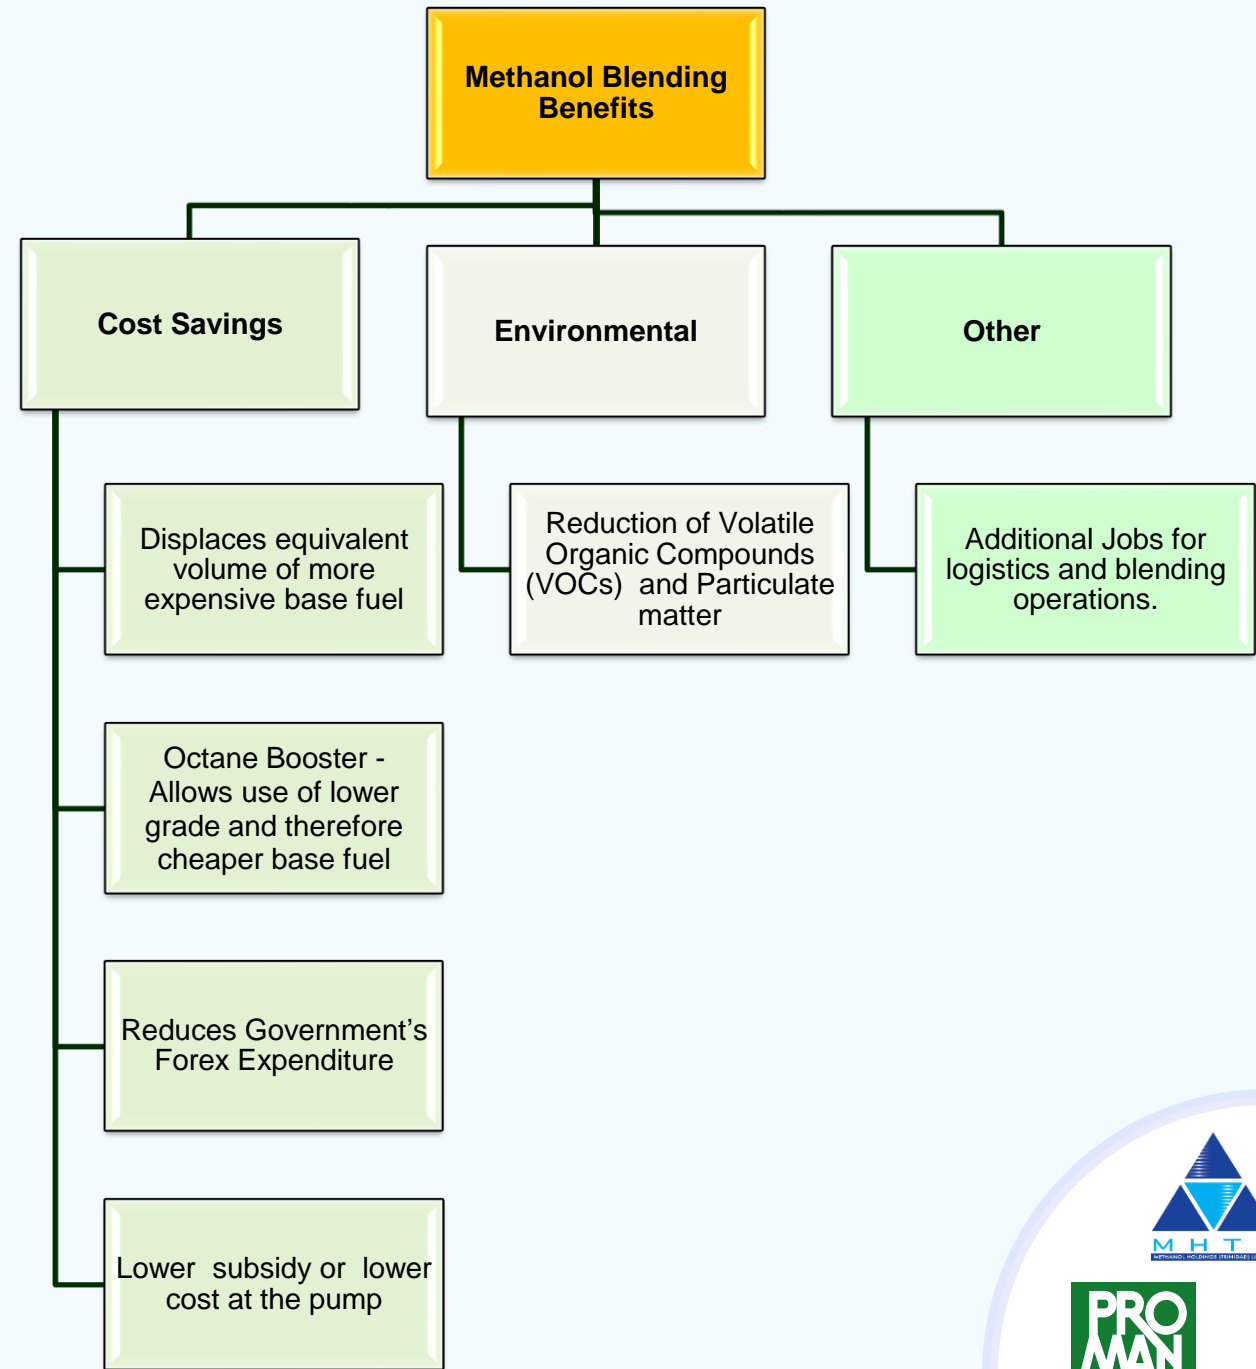 Methanol Blending
Benefits
Cost Savings
Environmental
Other
Displaces equivalent
volume of more
expensive base fuel
Reduction of Volatile
Organic Compounds
(VOCs) and Particulate
matter
Additional Jobs for
logistics and blending
operations.
Octane Booster -
Allows use of lower
grade and therefore
cheaper base fuel
Reduces Government’s
Forex Expenditure
Lower subsidy or lower
cost at the pump
M H T
METHANOL HOLDINGS (TRINIDAD)
PRO
MAN